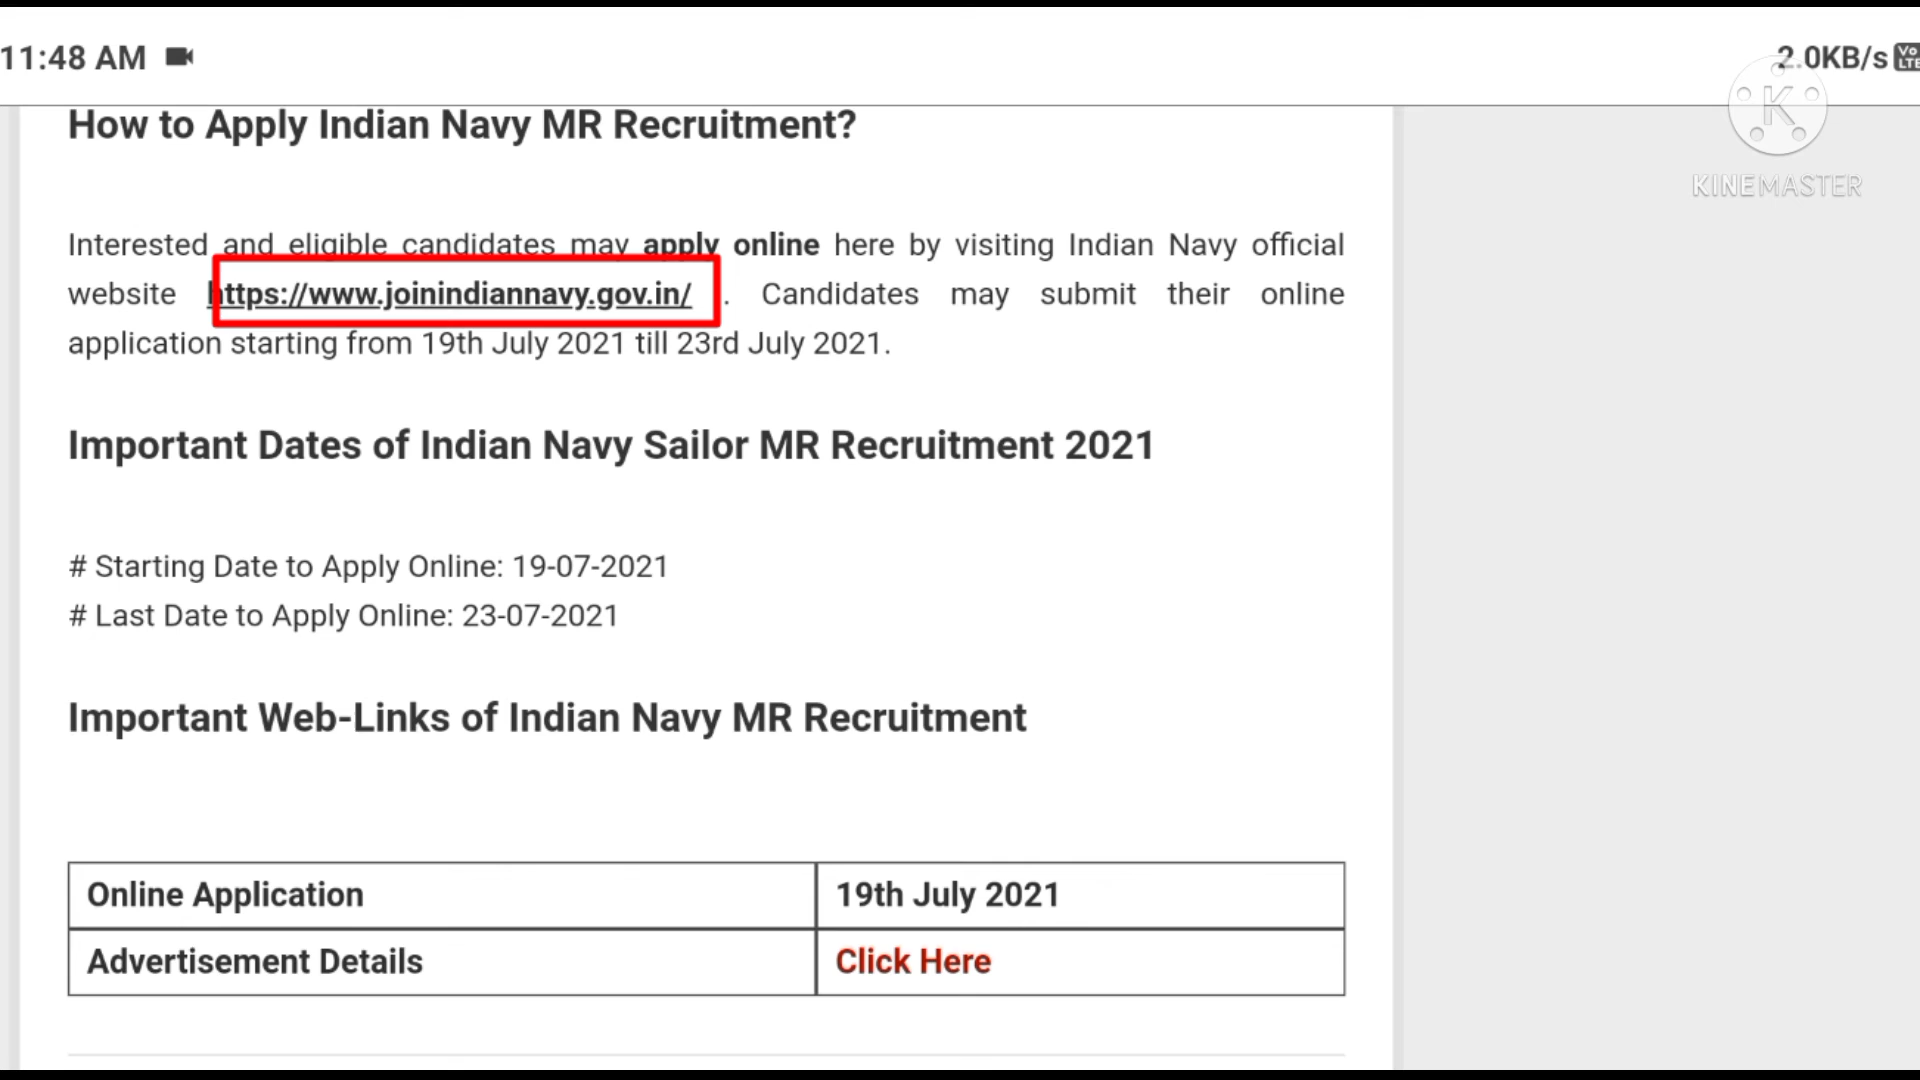 11:48 AM
2.0KB/s
Vo
LTE
KINEMASTER
How to Apply Indian Navy MR Recruitment?
Interested and eligible candidates may apply online here by visiting Indian Navy official
website https://www.joinindiannavy.gov.in/ . Candidates may submit their online
application starting from 19th July 2021 till 23rd July 2021.
Important Dates of Indian Navy Sailor MR Recruitment 2021
# Starting Date to Apply Online: 19-07-2021
# Last Date to Apply Online: 23-07-2021
Important Web-Links of Indian Navy MR Recruitment
Online Application 19th July 2021
Advertisement Details Click Here